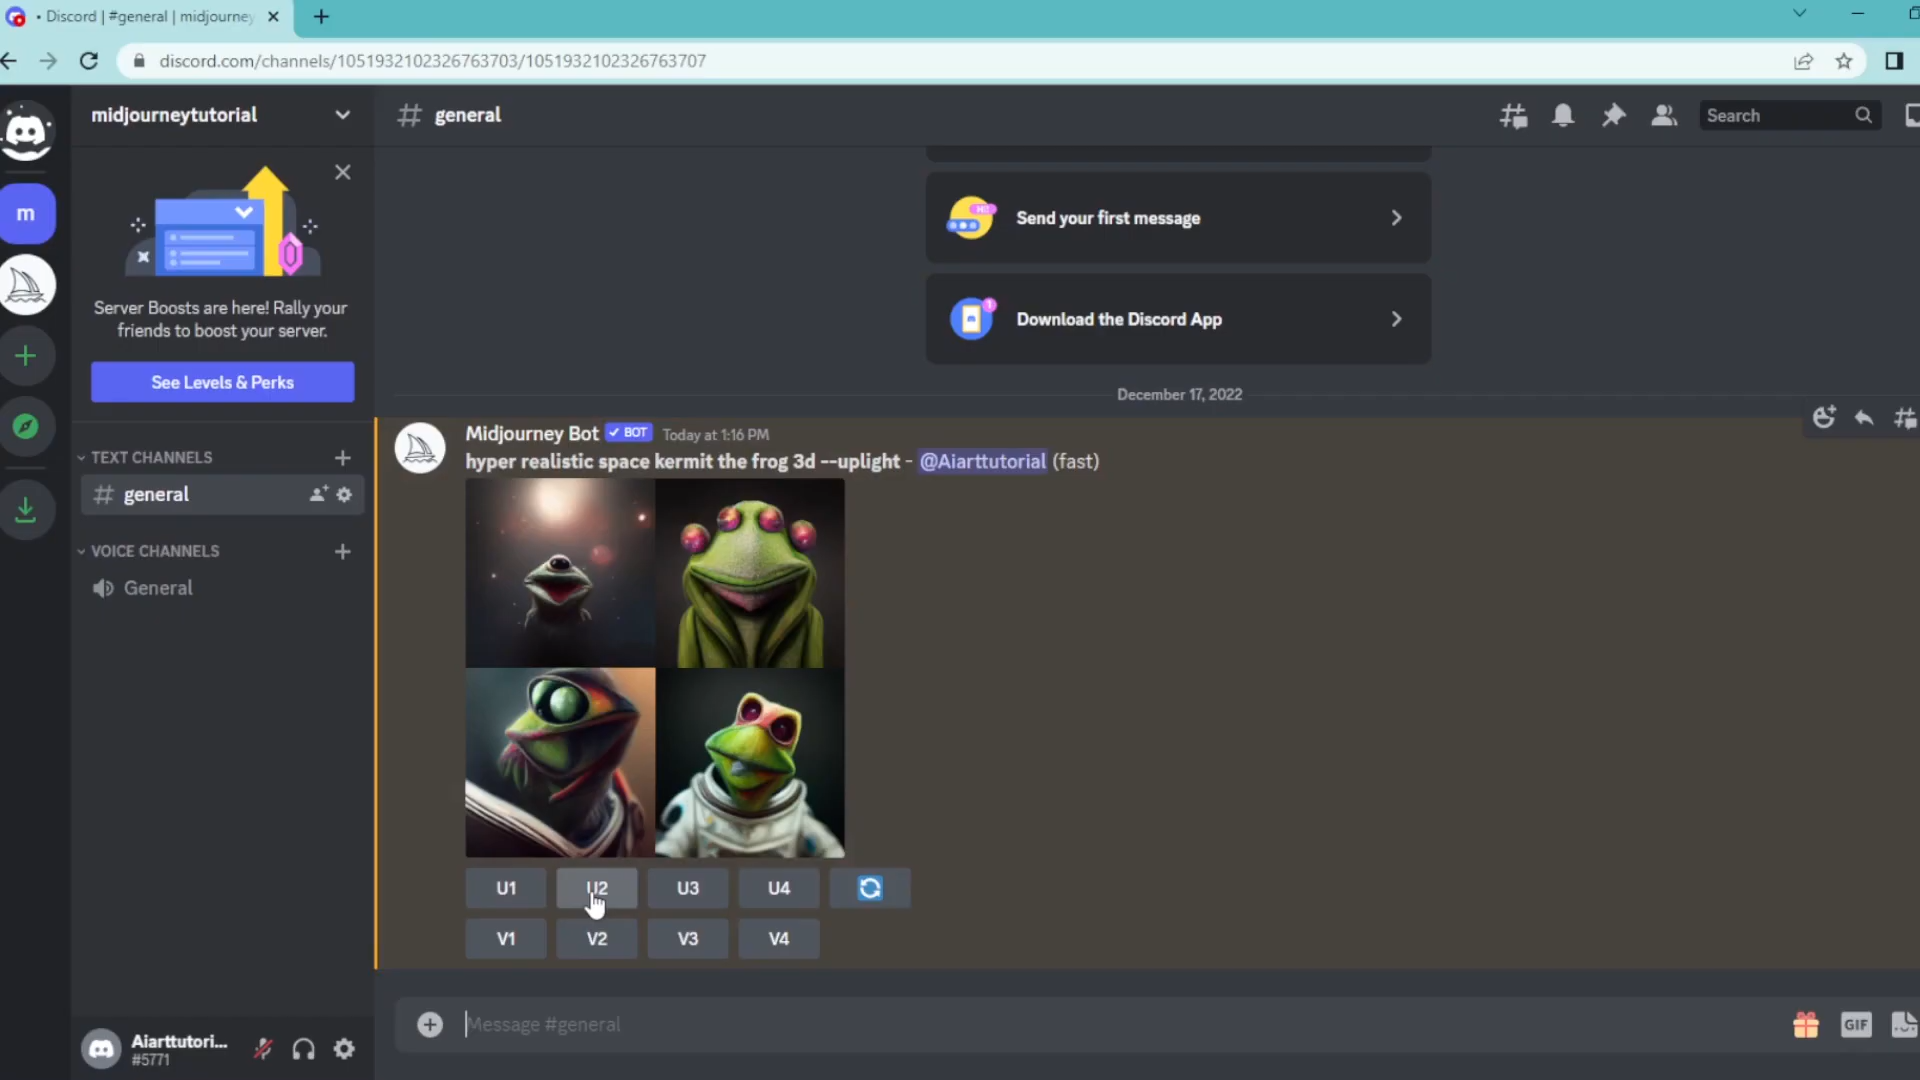 • Discord | #general | midjourney
discord.com/channels/1051932102326763703/1051932102326763707
midjourneytutorial
general
Search
Server Boosts are here! Rally your
friends to boost your server.
See Levels & Perks
TEXT CHANNELS
general
VOICE CHANNELS
General
m
HI!
Send your first message
1
Download the Discord App
December 17, 2022
Midjourney Bot ✓ BOT Today at 1:16 PM
hyper realistic space kermit the frog 3d --uplight - @Aiarttutorial (fast)
U1 U2 U3 U4
V1 V2 V3 V4
Message #general
GIF
Aiarttutori...
#5771